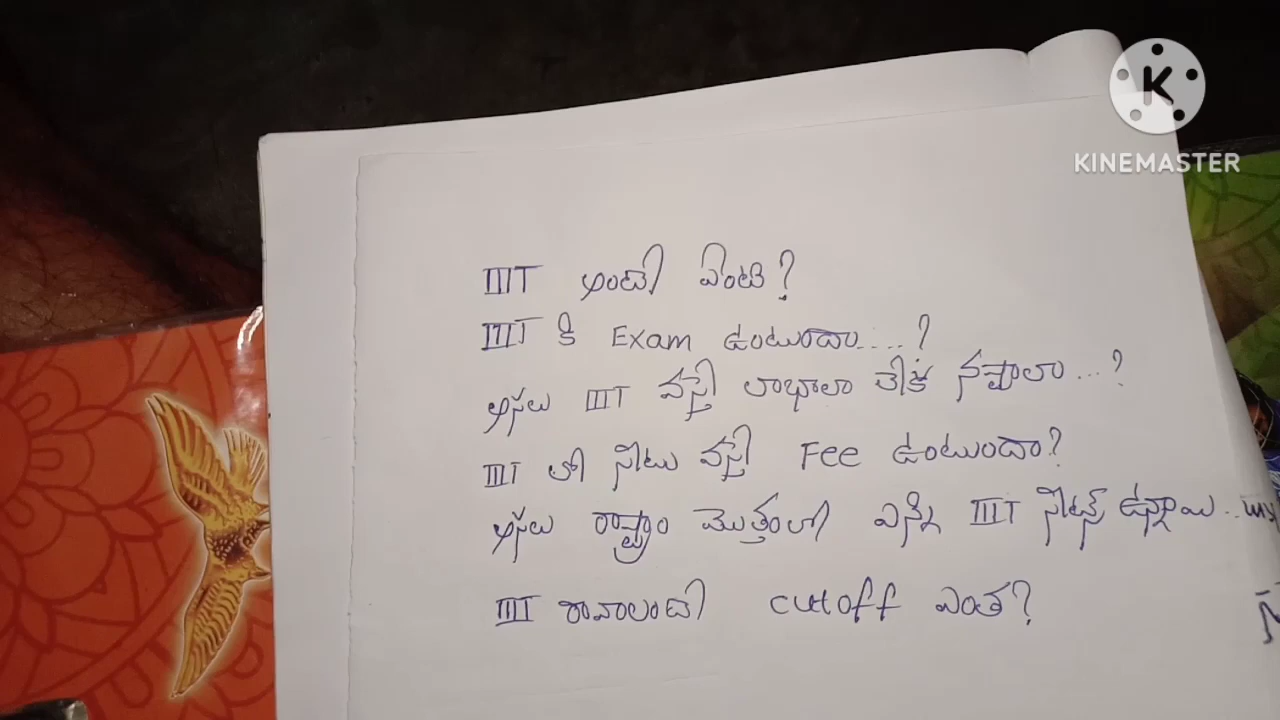 KINEMASTER
IIIT అంటే ఏంటి?
IIIT కి Exam ఉంటుందా....?
అసలు IIIT వస్తే లాభాలా లేక నష్టాలా...?
IIIT లో సీటు వస్తే Fee ఉంటుందా?
అసలు రాష్ట్రం మొత్తంలో ఎన్ని IIIT సీట్స్ ఉన్నాయి..
IIIT రావాలంటే cutoff ఎంత?